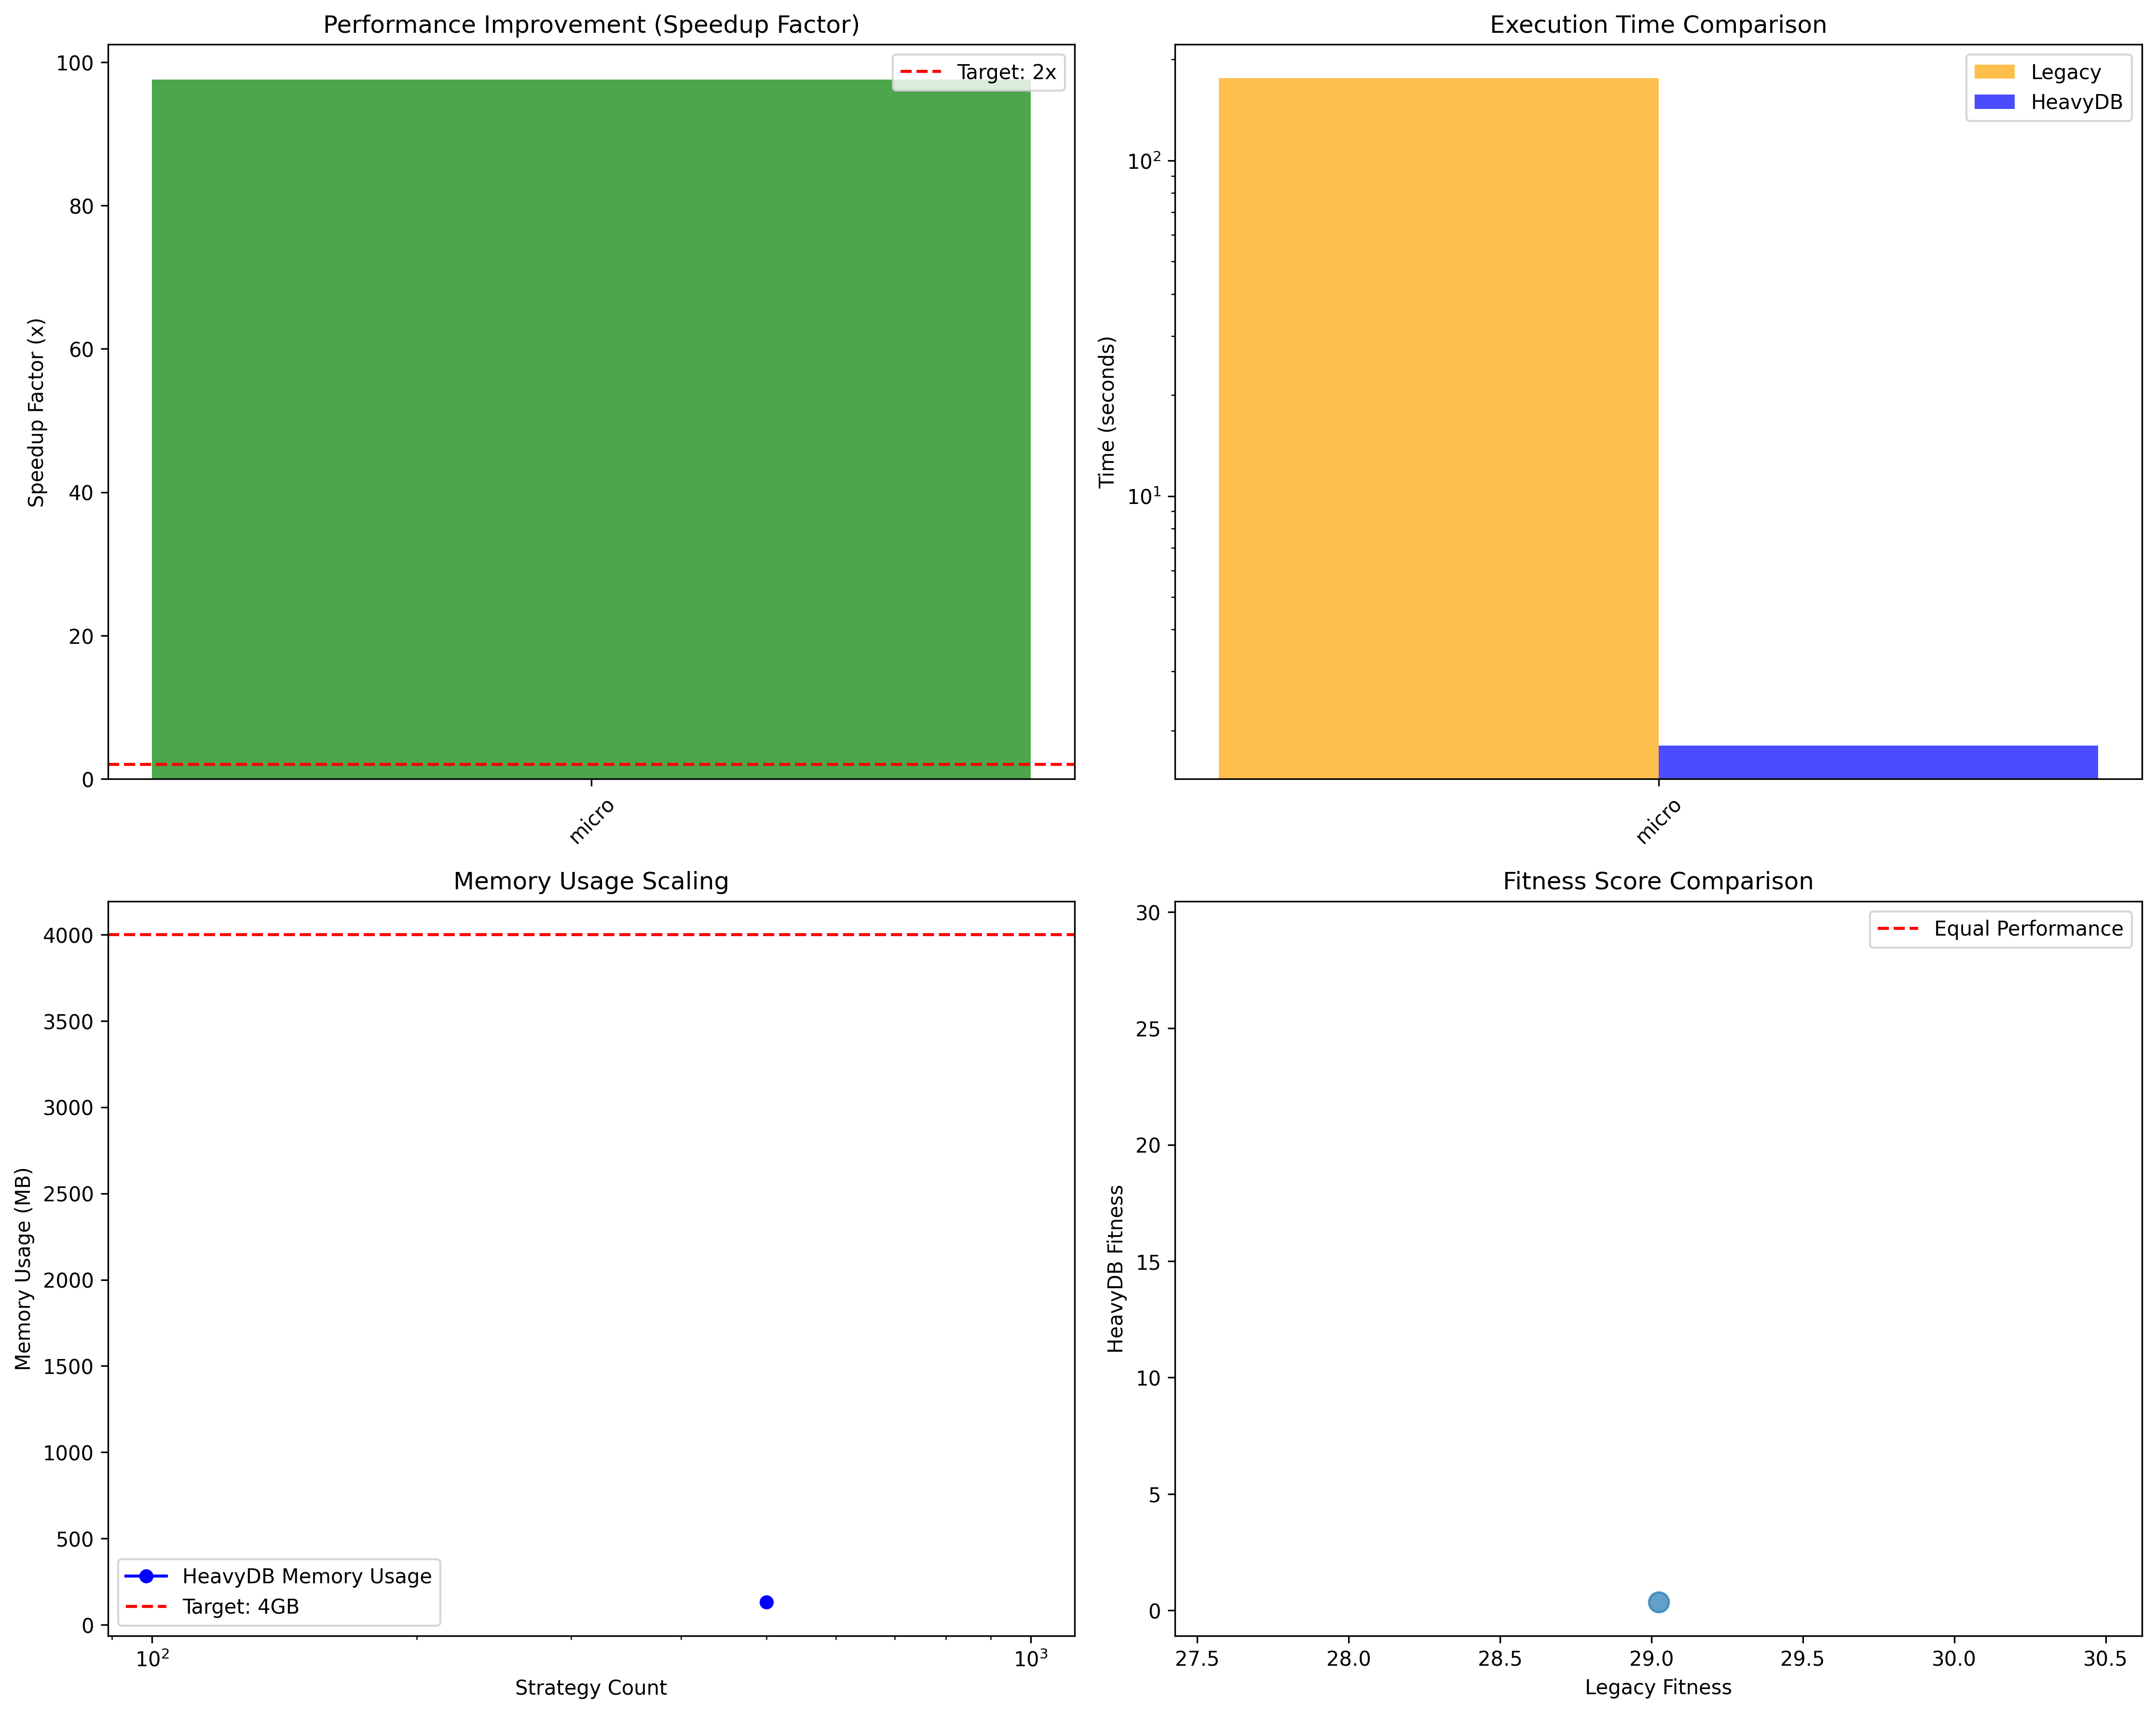 Performance Improvement (Speedup Factor)
Speedup Factor (x)
100
80
60
40
20
0
Target: 2x
micro
Execution Time Comparison
Time (seconds)
10²
10¹
Legacy
HeavyDB
micro
Memory Usage Scaling
Memory Usage (MB)
4000
3500
3000
2500
2000
1500
1000
500
0
HeavyDB Memory Usage
Target: 4GB
10² 10³
Strategy Count
Fitness Score Comparison
HeavyDB Fitness
30
25
20
15
10
5
0
Equal Performance
27.5 28.0 28.5 29.0 29.5 30.0 30.5
Legacy Fitness